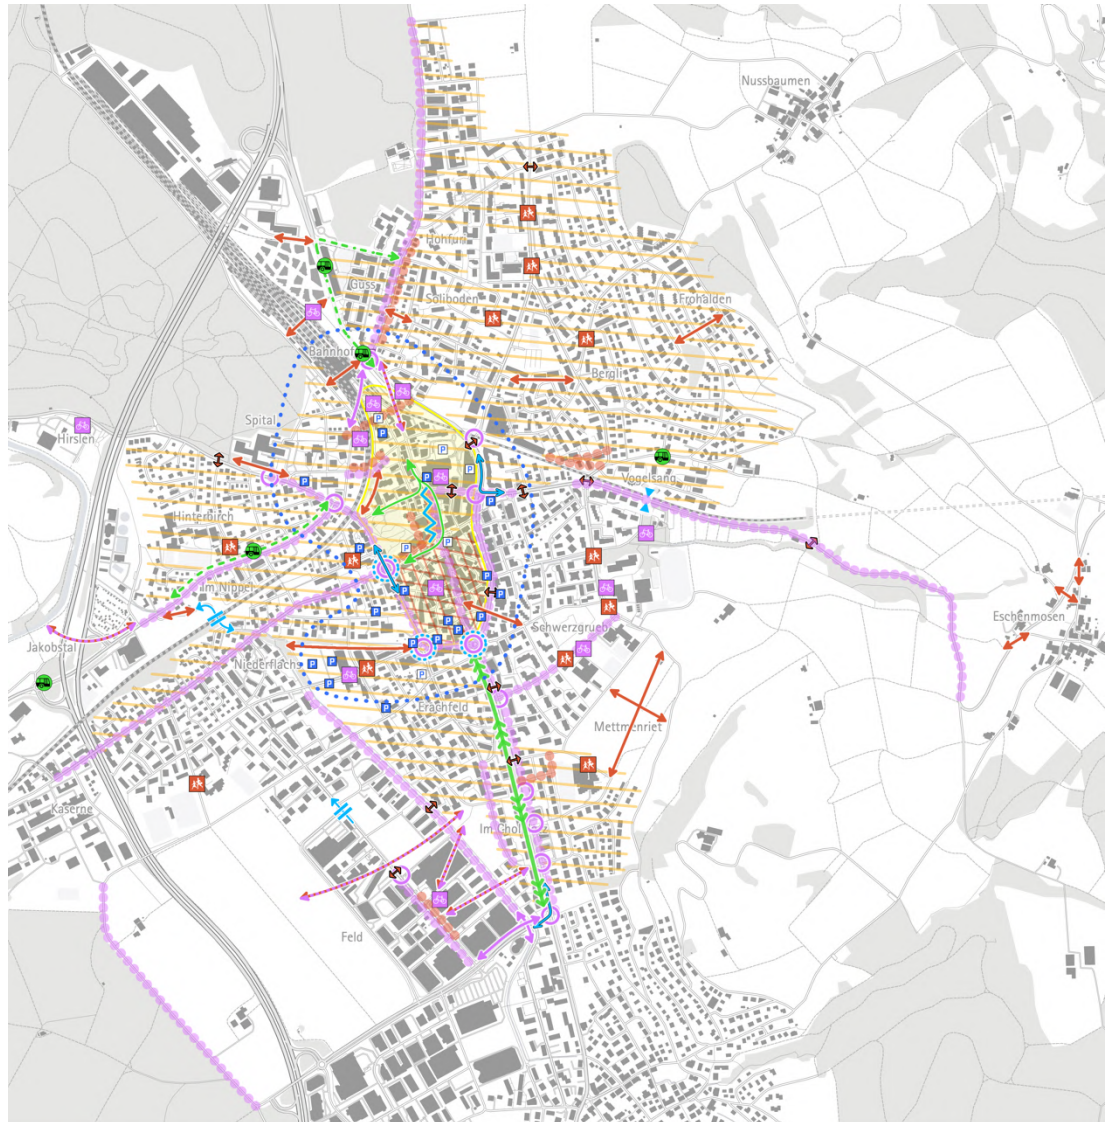 Nussbaumen
Hohfuri
Guss
Soliboden
Frohalden
Bahnhof
Bergli
Spital
Hirslen
P
P
P
P
P
Vogelsang
P
P
Hinterbirch
P
P
P
Im Nipper
P
P
P
Eschenmosen
P
P
P
Schwerzgrueb
Jakobstal
P
P
Niederflachs
P
P
P
P
P
Erachfeld
Mettmenriet
Kaserne
Im Chol
Feld